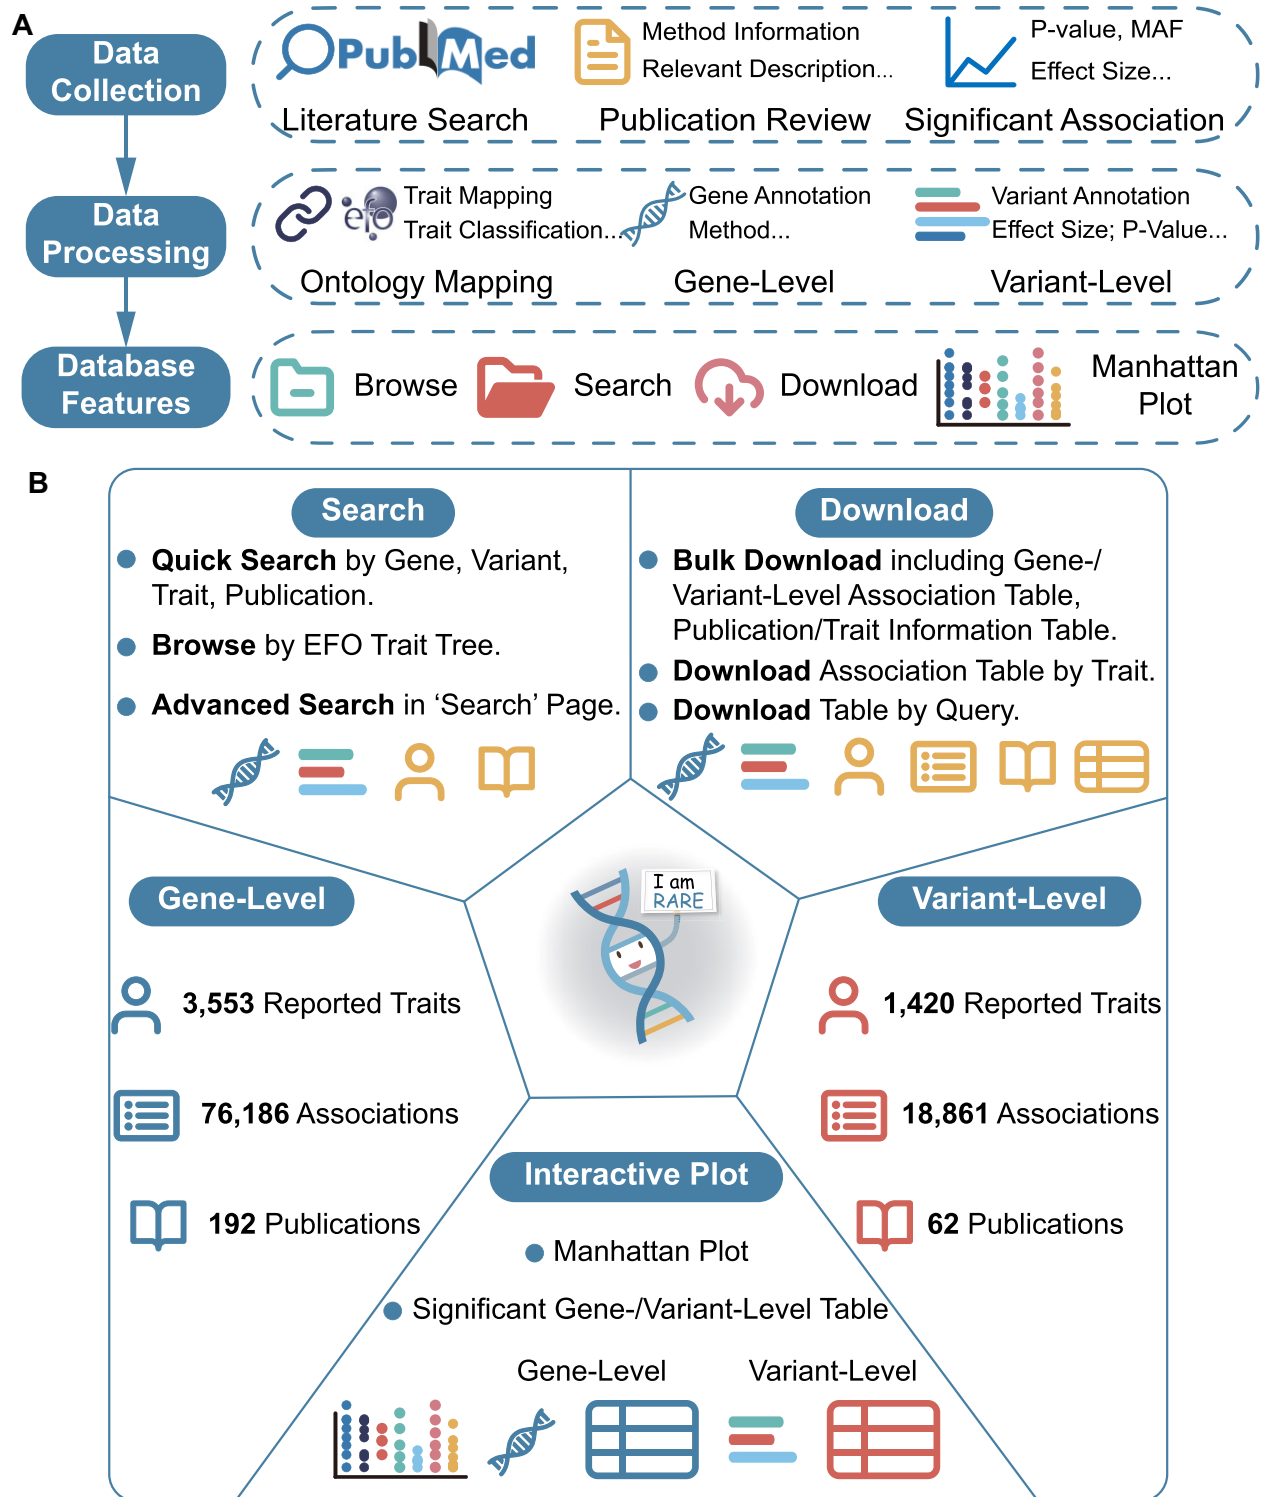 A
Data
Collection
PubMed
Method Information
Relevant Description...
P-value, MAF
Effect Size...
Literature Search
Publication Review
Significant Association
Data
Processing
efo
Trait Mapping
Trait Classification...
Gene Annotation
Method...
Variant Annotation
Effect Size; P-Value...
Ontology Mapping
Gene-Level
Variant-Level
Database
Features
Browse
Search
Download
Manhattan
Plot
B
Search
Quick Search by Gene, Variant,
Trait, Publication.
Browse by EFO Trait Tree.
Advanced Search in ‘Search’ Page.
Download
Bulk Download including Gene-/
Variant-Level Association Table,
Publication/Trait Information Table.
Download Association Table by Trait.
Download Table by Query.
I am
RARE
Gene-Level
3,553 Reported Traits
76,186 Associations
192 Publications
Variant-Level
1,420 Reported Traits
18,861 Associations
62 Publications
Interactive Plot
Manhattan Plot
Significant Gene-/Variant-Level Table
Gene-Level
Variant-Level